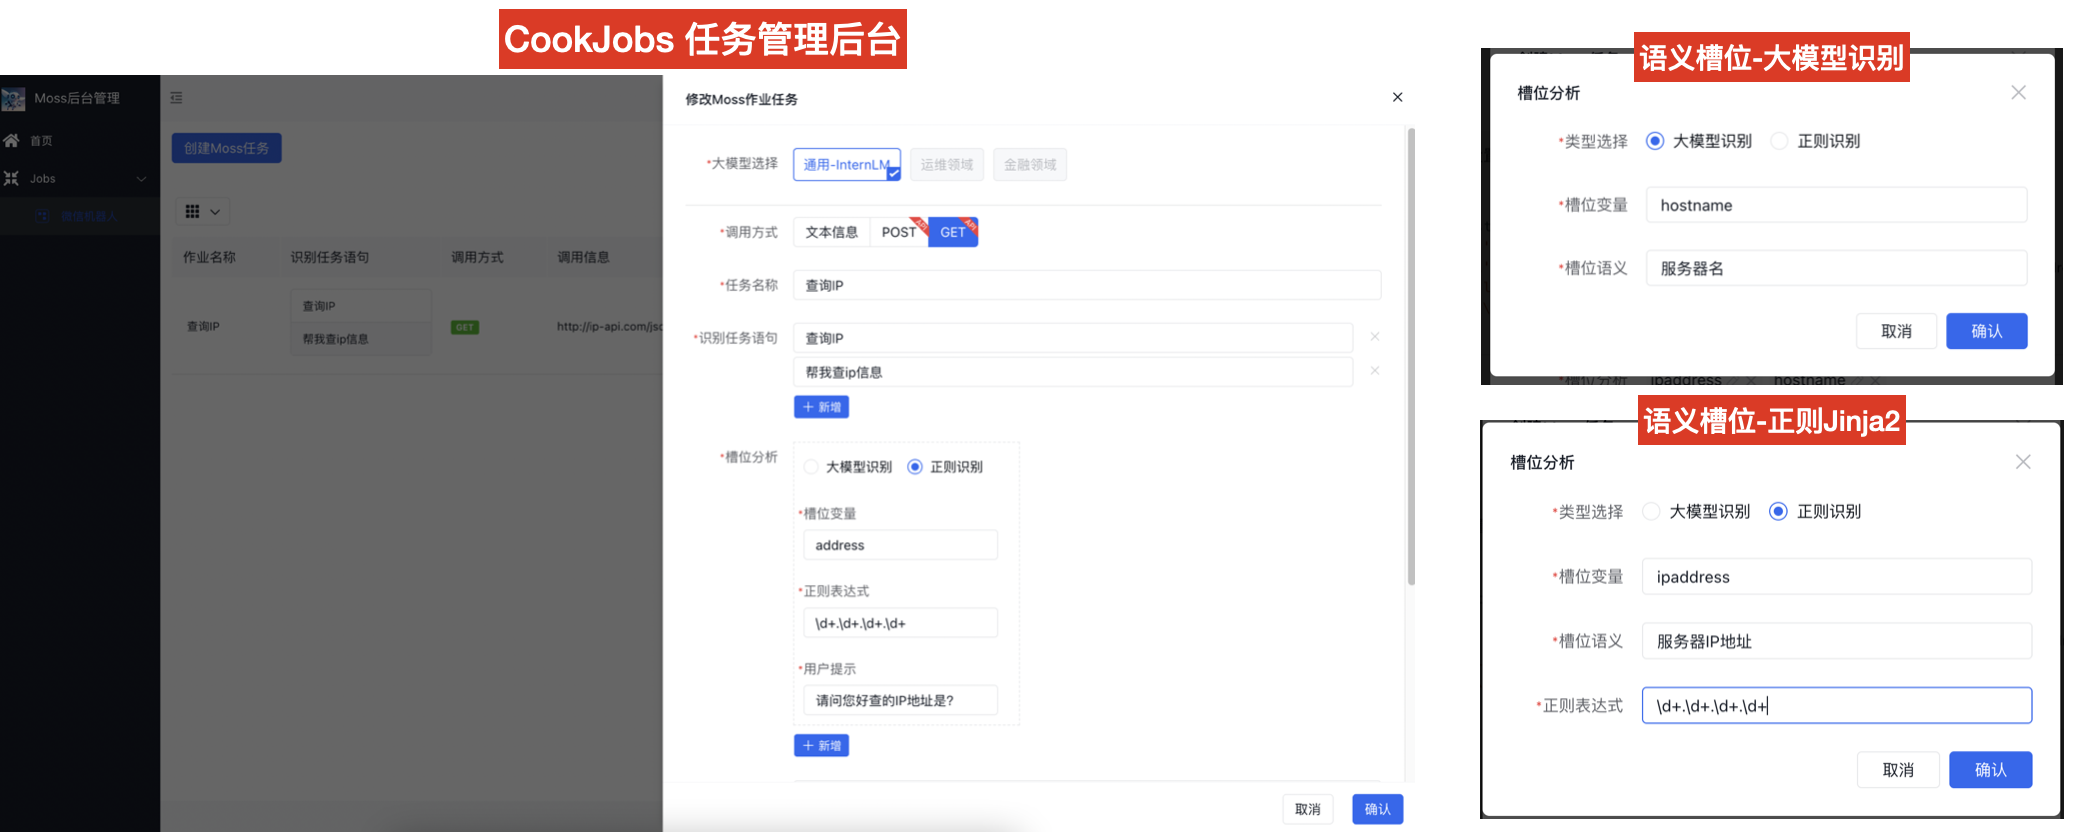 CookJobs 任务管理后台
Moss后台管理
首页
Jobs
微信机器人
创建Moss任务
作业名称 识别任务语句 调用方式 调用信息
查询IP
查询IP
帮我查ip信息
GET
http://ip-api.com/jsc
修改Moss作业任务
*大模型选择 通用-InternLM 运维领域 金融领域
*调用方式 文本信息 POST API GET API
*任务名称 查询IP
*识别任务语句 查询IP
帮我查ip信息
+ 新增
*槽位分析 大模型识别 正则识别
*槽位变量
address
*正则表达式
\d+.\d+.\d+.\d+
*用户提示
请问您好查的IP地址是?
+ 新增
取消 确认
语义槽位-大模型识别
槽位分析
*类型选择 大模型识别 正则识别
*槽位变量 hostname
*槽位语义 服务器名
取消 确认
*槽位分析 ipaddress hostname
语义槽位-正则Jinja2
槽位分析
*类型选择 大模型识别 正则识别
*槽位变量 ipaddress
*槽位语义 服务器IP地址
*正则表达式 \d+.\d+.\d+.\d+
取消 确认